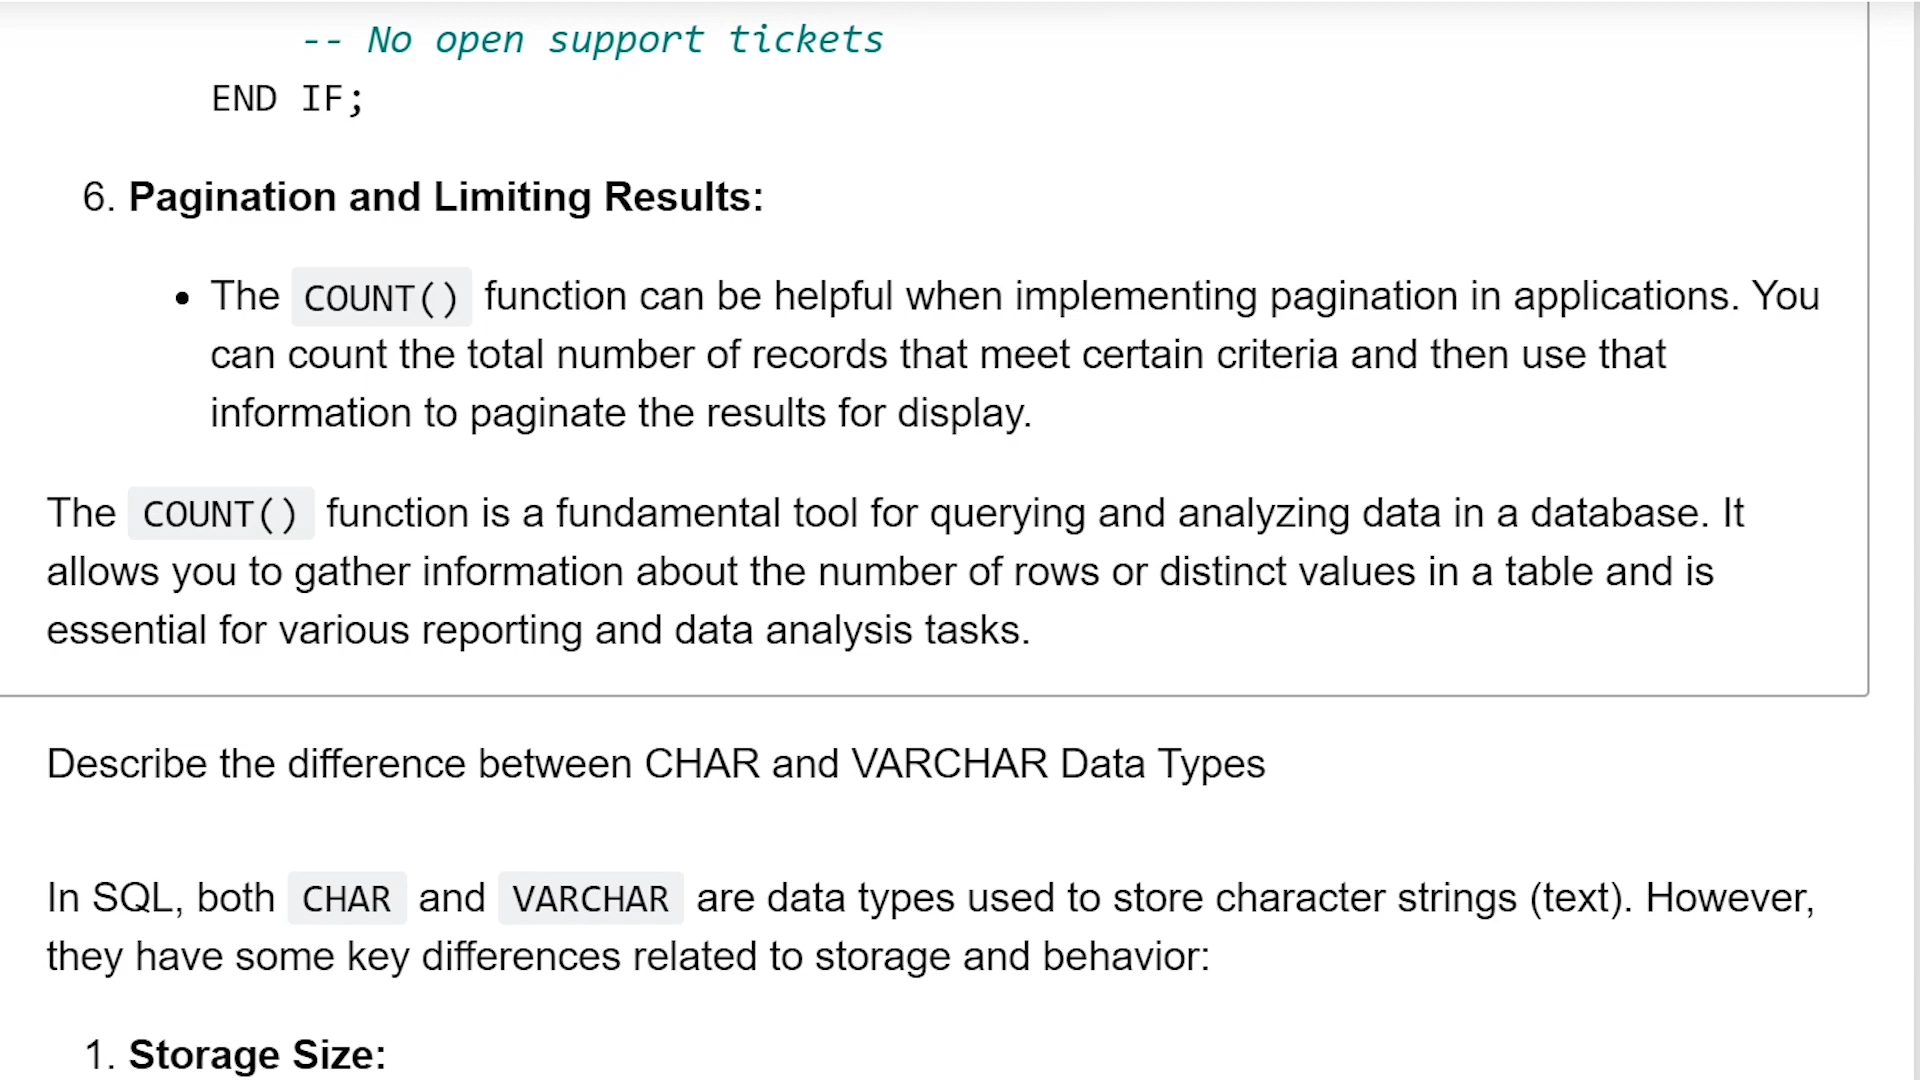 -- No open support tickets
END IF;
6. Pagination and Limiting Results:
• The COUNT() function can be helpful when implementing pagination in applications. You
can count the total number of records that meet certain criteria and then use that
information to paginate the results for display.
The COUNT() function is a fundamental tool for querying and analyzing data in a database. It
allows you to gather information about the number of rows or distinct values in a table and is
essential for various reporting and data analysis tasks.
Describe the difference between CHAR and VARCHAR Data Types
In SQL, both CHAR and VARCHAR are data types used to store character strings (text). However,
they have some key differences related to storage and behavior:
1. Storage Size: